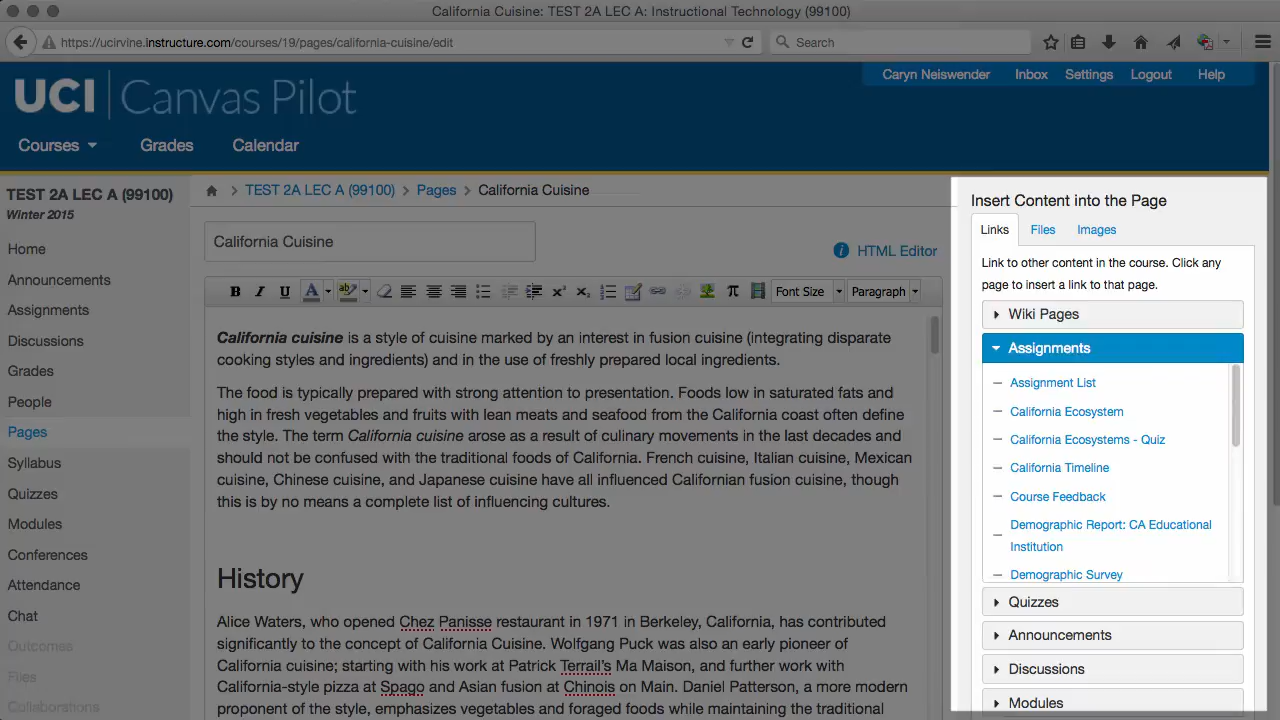 California Cuisine: TEST 2A LEC A: Instructional Technology (99100)
https://ucirvine.instructure.com/courses/19/pages/california-cuisine/edit
Search
Caryn Neiswender Inbox Settings Logout Help
UCI | Canvas Pilot
Courses Grades Calendar
TEST 2A LEC A (99100)
Winter 2015
Home
Announcements
Assignments
Discussions
Grades
People
Pages
Syllabus
Quizzes
Modules
Conferences
Attendance
Chat
Outcomes
Files
Collaborations
TEST 2A LEC A (99100) > Pages > California Cuisine
California Cuisine
HTML Editor
B I U A ab Font Size Paragraph
California cuisine is a style of cuisine marked by an interest in fusion cuisine (integrating disparate
cooking styles and ingredients) and in the use of freshly prepared local ingredients.
The food is typically prepared with strong attention to presentation. Foods low in saturated fats and
high in fresh vegetables and fruits with lean meats and seafood from the California coast often define
the style. The term California cuisine arose as a result of culinary movements in the last decades and
should not be confused with the traditional foods of California. French cuisine, Italian cuisine, Mexican
cuisine, Chinese cuisine, and Japanese cuisine have all influenced Californian fusion cuisine, though
this is by no means a complete list of influencing cultures.
History
Alice Waters, who opened Chez Panisse restaurant in 1971 in Berkeley, California, has contributed
significantly to the concept of California Cuisine. Wolfgang Puck was also an early pioneer of
California cuisine; starting with his work at Patrick Terrail's Ma Maison, and further work with
California-style pizza at Spago and Asian fusion at Chinois on Main. Daniel Patterson, a more modern
proponent of the style, emphasizes vegetables and foraged foods while maintaining the traditional
Insert Content into the Page
Links Files Images
Link to other content in the course. Click any
page to insert a link to that page.
Wiki Pages
Assignments
Assignment List
California Ecosystem
California Ecosystems - Quiz
California Timeline
Course Feedback
Demographic Report: CA Educational
Institution
Demographic Survey
Quizzes
Announcements
Discussions
Modules